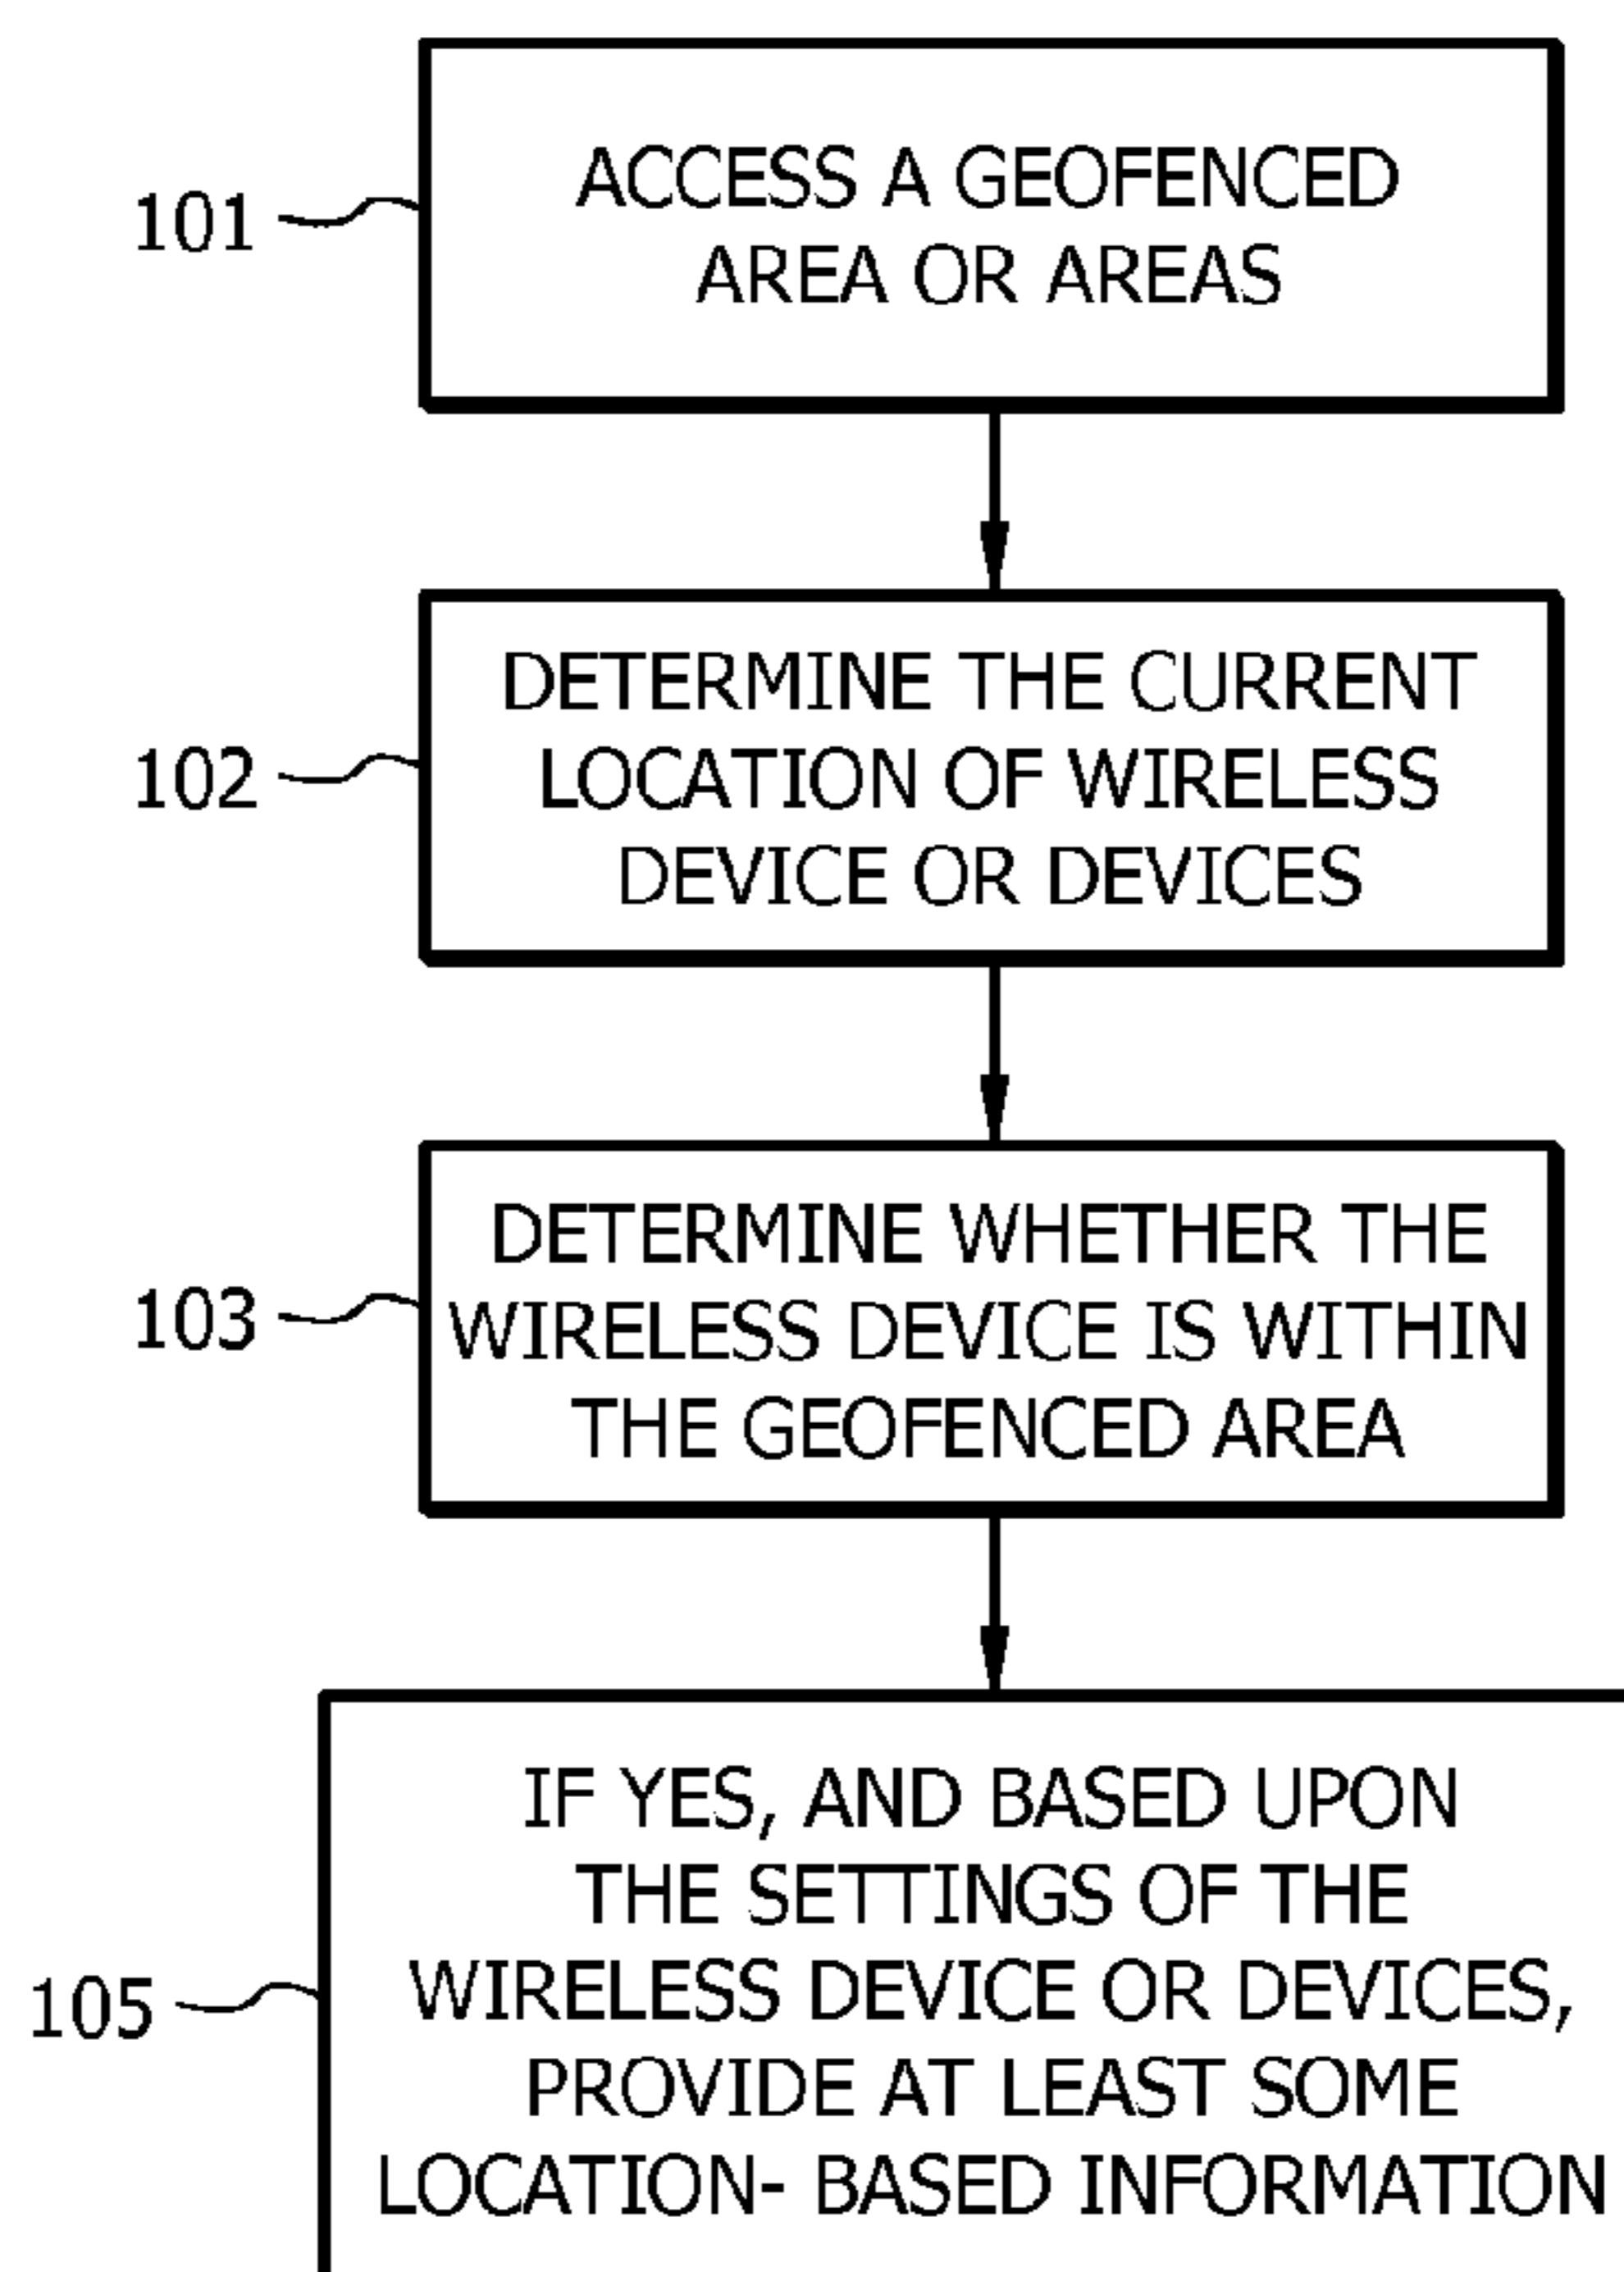 ACCESS A GEOFENCED
AREA OR AREAS
101
DETERMINE THE CURRENT
LOCATION OF WIRELESS
DEVICE OR DEVICES
102
DETERMINE WHETHER THE
WIRELESS DEVICE IS WITHIN
THE GEOFENCED AREA
103
IF YES, AND BASED UPON
THE SETTINGS OF THE
WIRELESS DEVICE OR DEVICES,
PROVIDE AT LEAST SOME
LOCATION- BASED INFORMATION
105